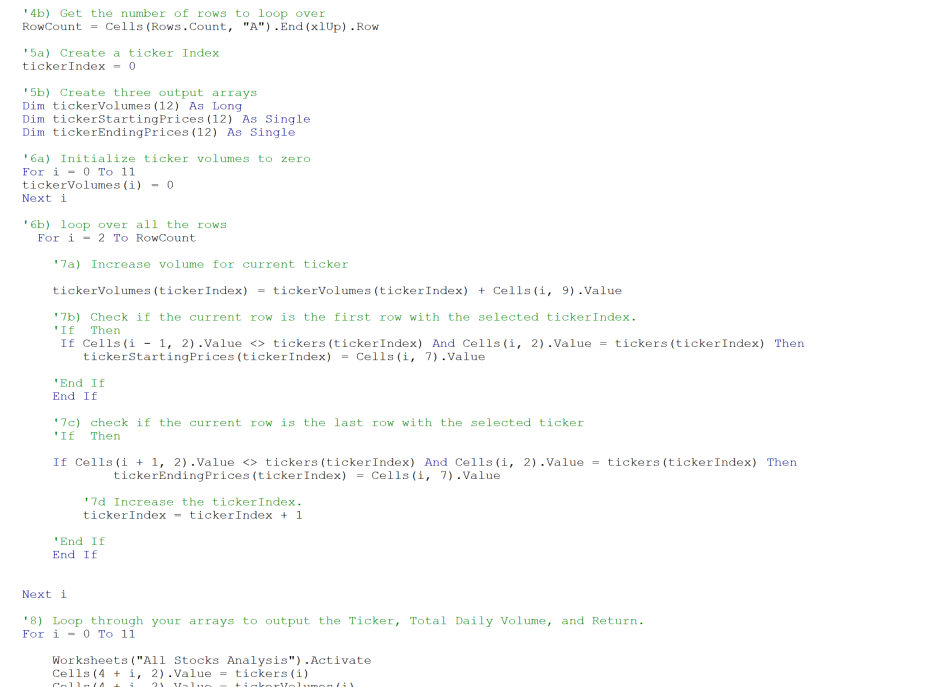 '4b) Get the number of rows to loop over
RowCount = Cells(Rows.Count, "A").End(xlUp).Row
'5a) Create a ticker Index
tickerIndex = 0
'5b) Create three output arrays
Dim tickerVolumes(12) As Long
Dim tickerStartingPrices(12) As Single
Dim tickerEndingPrices(12) As Single
'6a) Initialize ticker volumes to zero
For i = 0 To 11
tickerVolumes(i) = 0
Next i
'6b) loop over all the rows
For i = 2 To RowCount
'7a) Increase volume for current ticker
tickerVolumes(tickerIndex) = tickerVolumes(tickerIndex) + Cells(i, 9).Value
'7b) Check if the current row is the first row with the selected tickerIndex.
'If  Then
If Cells(i - 1, 2).Value <> tickers(tickerIndex) And Cells(i, 2).Value = tickers(tickerIndex) Then
tickerStartingPrices(tickerIndex) = Cells(i, 7).Value
'End If
End If
'7c) check if the current row is the last row with the selected ticker
'If  Then
If Cells(i + 1, 2).Value <> tickers(tickerIndex) And Cells(i, 2).Value = tickers(tickerIndex) Then
tickerEndingPrices(tickerIndex) = Cells(i, 7).Value
'7d Increase the tickerIndex.
tickerIndex = tickerIndex + 1
'End If
End If
Next i
'8) Loop through your arrays to output the Ticker, Total Daily Volume, and Return.
For i = 0 To 11
Worksheets("All Stocks Analysis").Activate
Cells(4 + i, 2).Value = tickers(i)